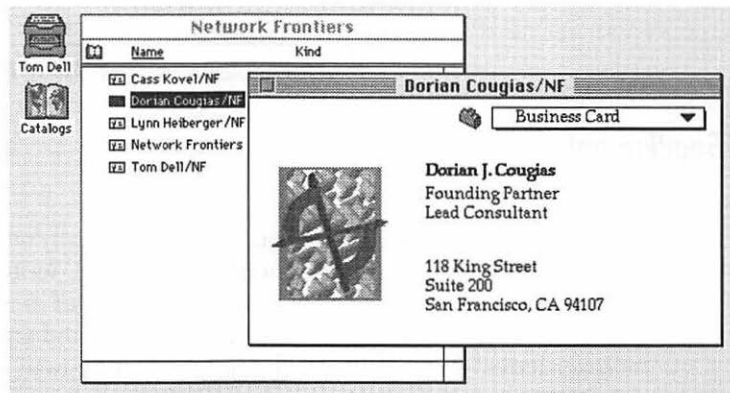 Network Frontiers
Name Kind
Tom Dell
Catalogs
Cass Kovel/NF
Dorian Cougias/NF
Lynn Heiberger/NF
Network Frontiers
Tom Dell/NF
Dorian Cougias/NF
Business Card
Dorian J. Cougias
Founding Partner
Lead Consultant
118 King Street
Suite 200
San Francisco, CA 94107